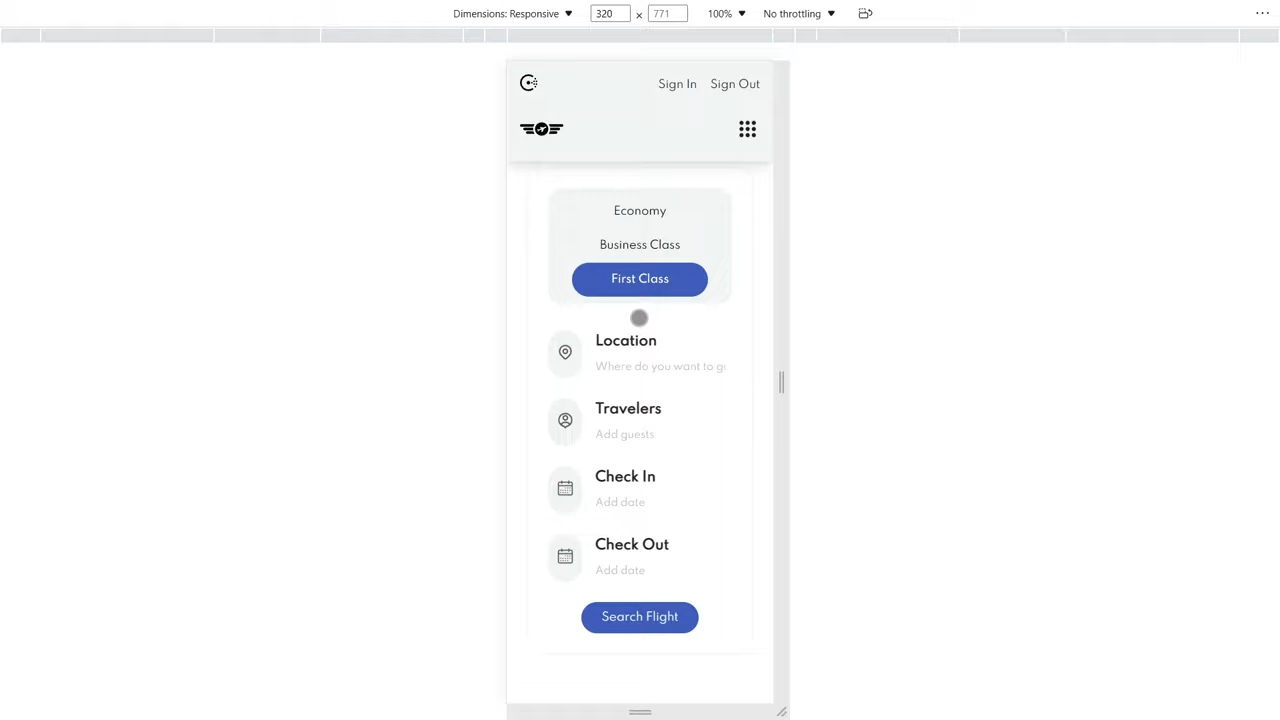 Dimensions: Responsive 320 × 771 100% No throttling
Sign In Sign Out
Economy
Business Class
First Class
Location
Where do you want to g
Travelers
Add guests
Check In
Add date
Check Out
Add date
Search Flight